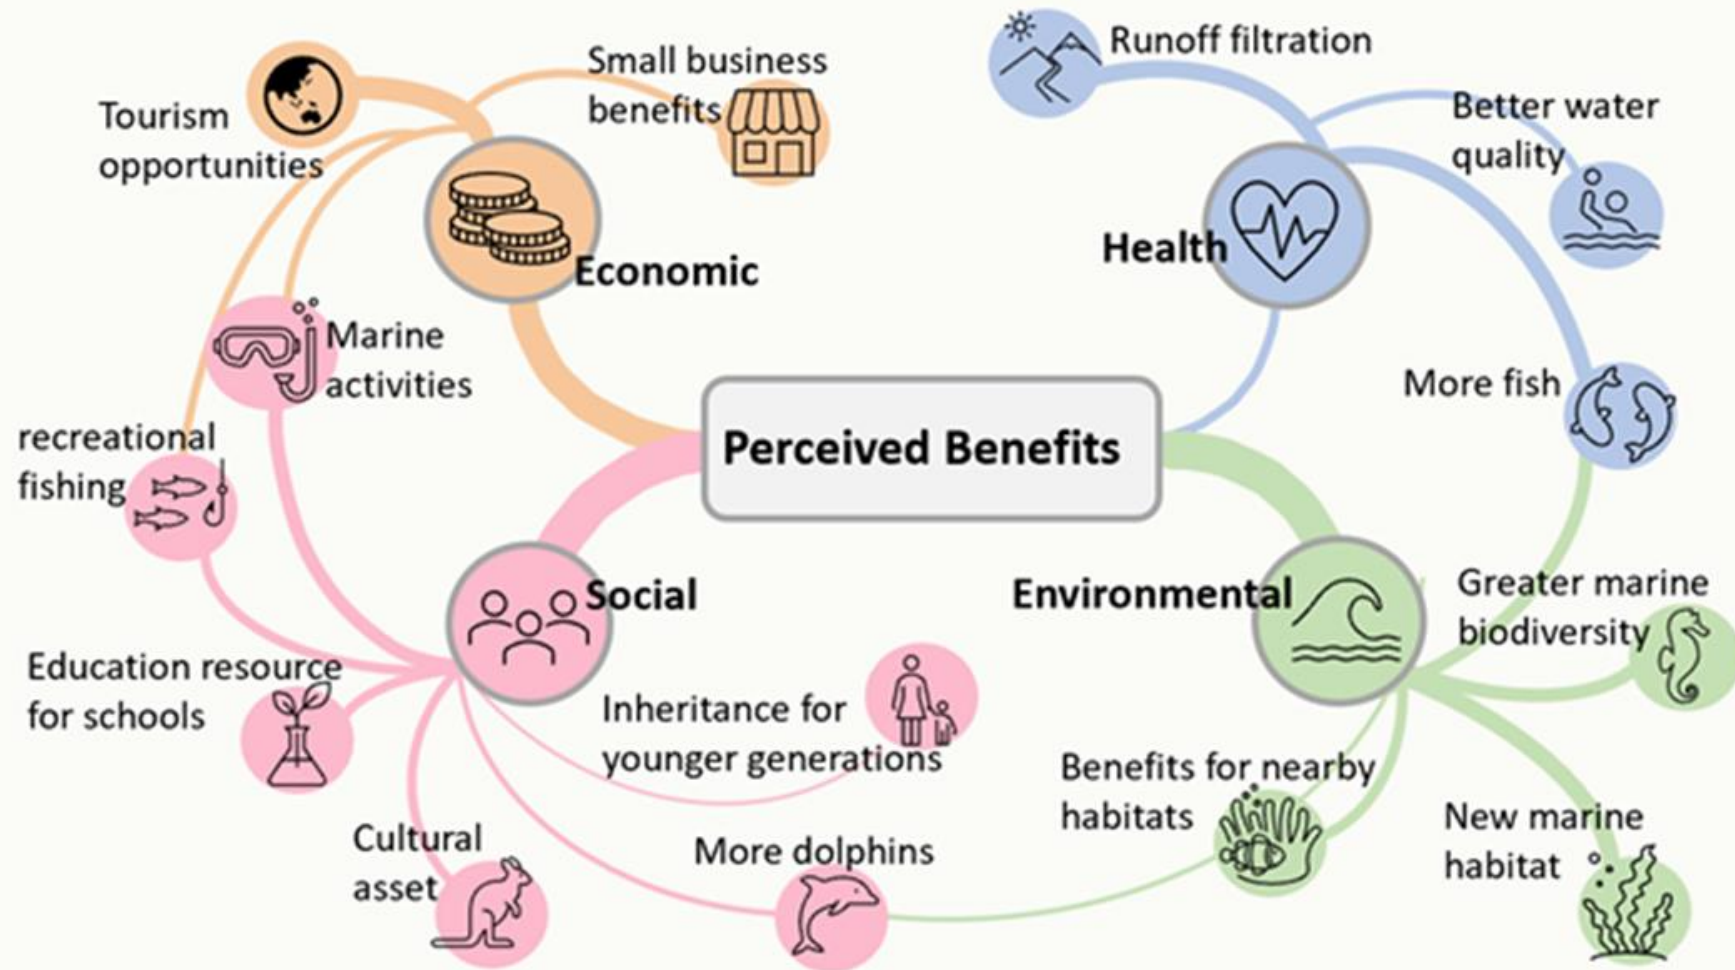 Tourism
opportunities
Small business
benefits
Economic
Marine
activities
recreational
fishing
Runoff filtration
Better water
quality
Health
More fish
Perceived Benefits
Social
Education resource
for schools
Inheritance for
younger generations
Cultural
asset
More dolphins
Environmental
Greater marine
biodiversity
Benefits for nearby
habitats
New marine
habitat